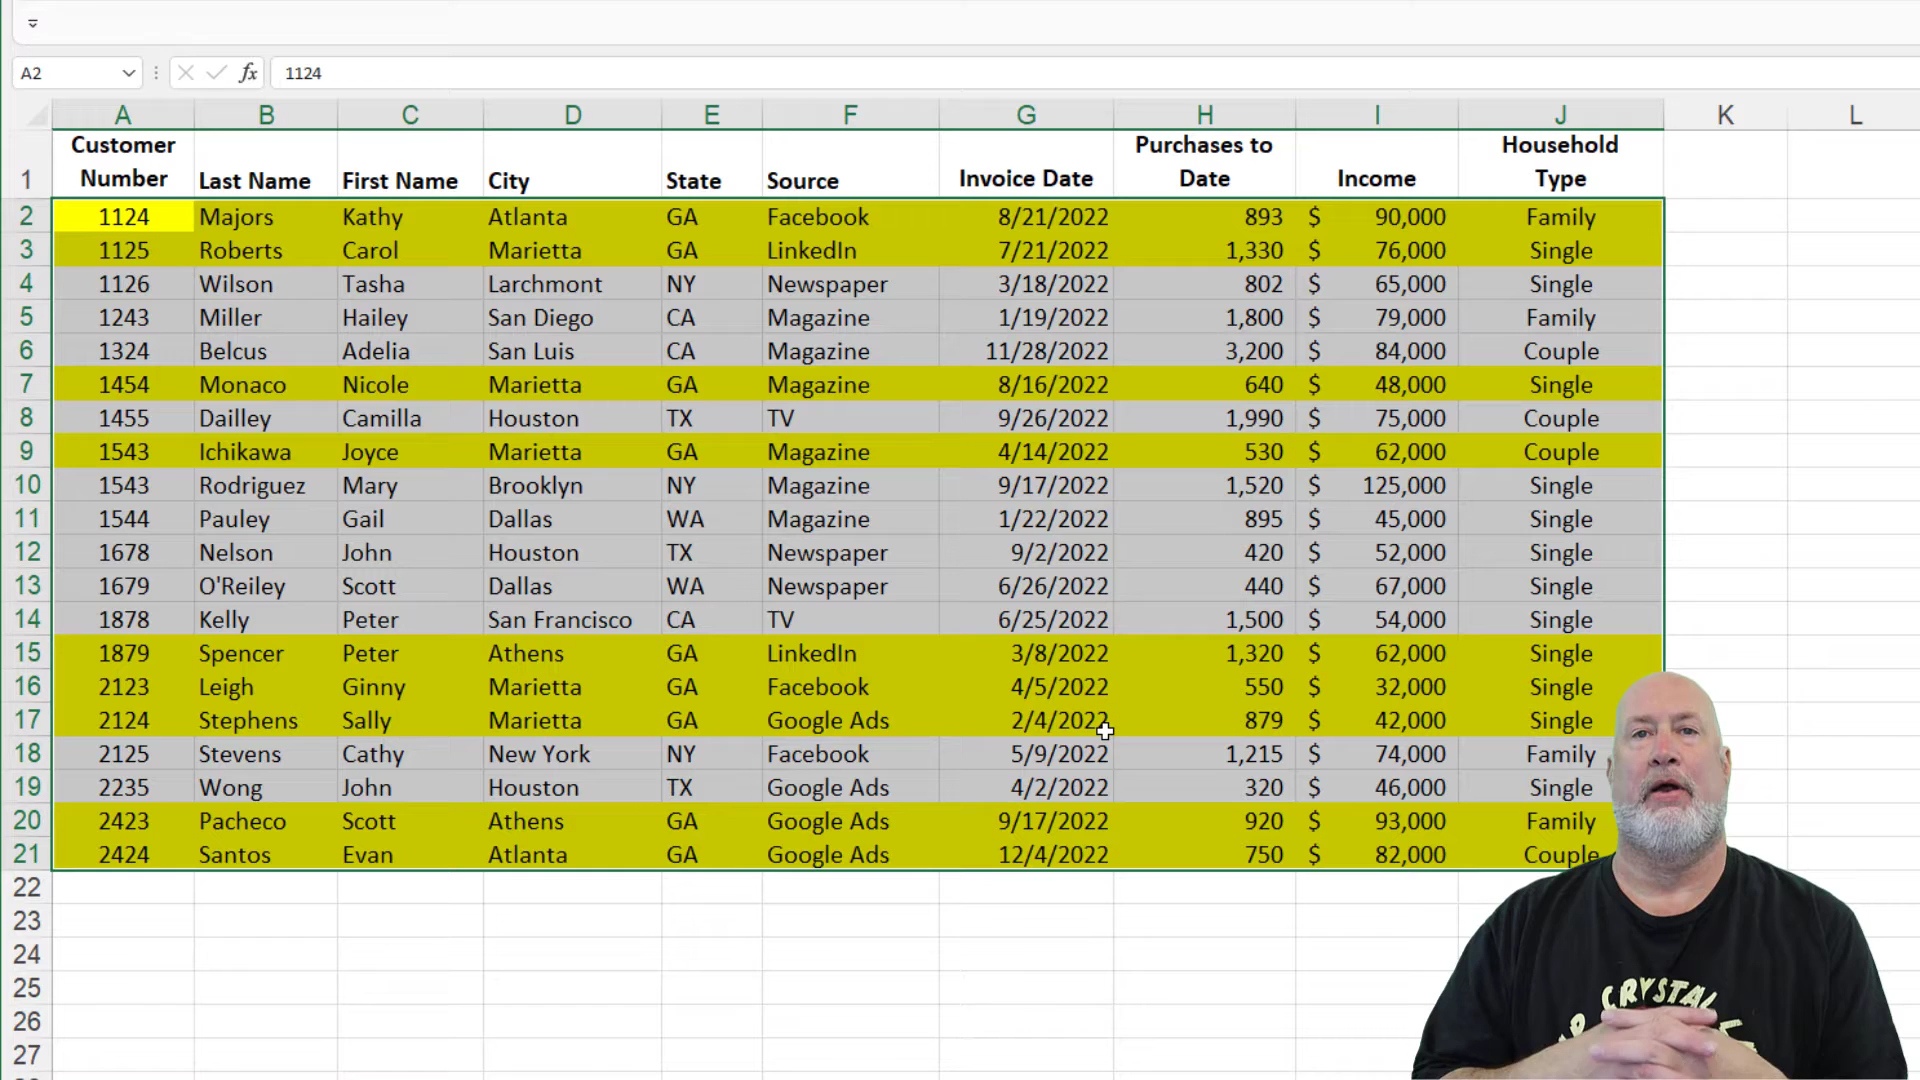 A2 fx 1124
A B C D E F G H I J K L
Customer Purchases to Household
1 Number Last Name First Name City State Source Invoice Date Date Income Type
2 1124 Majors Kathy Atlanta GA Facebook 8/21/2022 893 $ 90,000 Family
3 1125 Roberts Carol Marietta GA LinkedIn 7/21/2022 1,330 $ 76,000 Single
4 1126 Wilson Tasha Larchmont NY Newspaper 3/18/2022 802 $ 65,000 Single
5 1243 Miller Hailey San Diego CA Magazine 1/19/2022 1,800 $ 79,000 Family
6 1324 Belcus Adelia San Luis CA Magazine 11/28/2022 3,200 $ 84,000 Couple
7 1454 Monaco Nicole Marietta GA Magazine 8/16/2022 640 $ 48,000 Single
8 1455 Dailley Camilla Houston TX TV 9/26/2022 1,990 $ 75,000 Couple
9 1543 Ichikawa Joyce Marietta GA Magazine 4/14/2022 530 $ 62,000 Couple
10 1543 Rodriguez Mary Brooklyn NY Magazine 9/17/2022 1,520 $ 125,000 Single
11 1544 Pauley Gail Dallas WA Magazine 1/22/2022 895 $ 45,000 Single
12 1678 Nelson John Houston TX Newspaper 9/2/2022 420 $ 52,000 Single
13 1679 O'Reiley Scott Dallas WA Newspaper 6/26/2022 440 $ 67,000 Single
14 1878 Kelly Peter San Francisco CA TV 6/25/2022 1,500 $ 54,000 Single
15 1879 Spencer Peter Athens GA LinkedIn 3/8/2022 1,320 $ 62,000 Single
16 2123 Leigh Ginny Marietta GA Facebook 4/5/2022 550 $ 32,000 Single
17 2124 Stephens Sally Marietta GA Google Ads 2/4/2022 879 $ 42,000 Single
18 2125 Stevens Cathy New York NY Facebook 5/9/2022 1,215 $ 74,000 Family
19 2235 Wong John Houston TX Google Ads 4/2/2022 320 $ 46,000 Single
20 2423 Pacheco Scott Athens GA Google Ads 9/17/2022 920 $ 93,000 Family
21 2424 Santos Evan Atlanta GA Google Ads 12/4/2022 750 $ 82,000 Couple
22
23
24
25
26
27
CRYSTAL